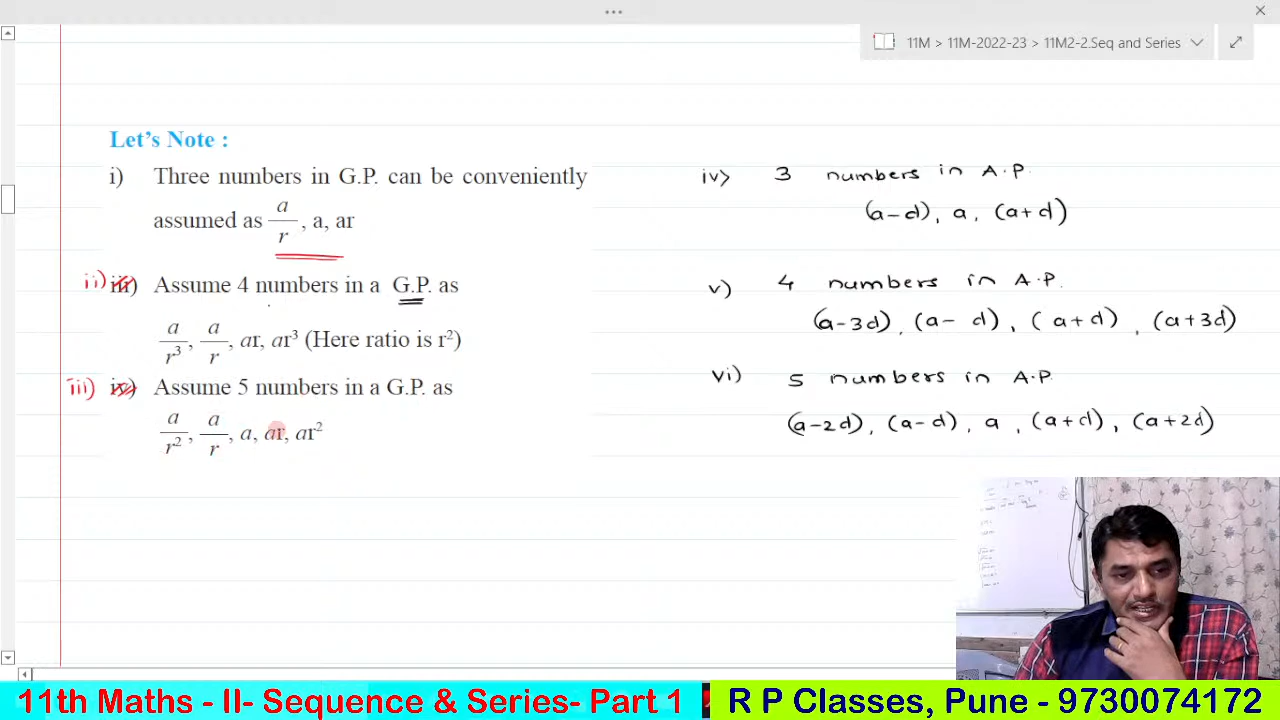 11M > 11M-2022-23 > 11M2-2.Seq and Series
Let's Note :
i) Three numbers in G.P. can be conveniently
assumed as a/r, a, ar
ii) iii) Assume 4 numbers in a G.P. as
a/r³, a/r, ar, ar³ (Here ratio is r²)
iii) iv) Assume 5 numbers in a G.P. as
a/r², a/r, a, ar, ar²
iv) 3 numbers in A.P.
(a-d), a, (a+d)
v) 4 numbers in A.P.
(a-3d), (a-d), (a+d), (a+3d)
vi) 5 numbers in A.P.
(a-2d), (a-d), a, (a+d), (a+2d)
11th Maths - II- Sequence & Series- Part 1
R P Classes, Pune - 9730074172